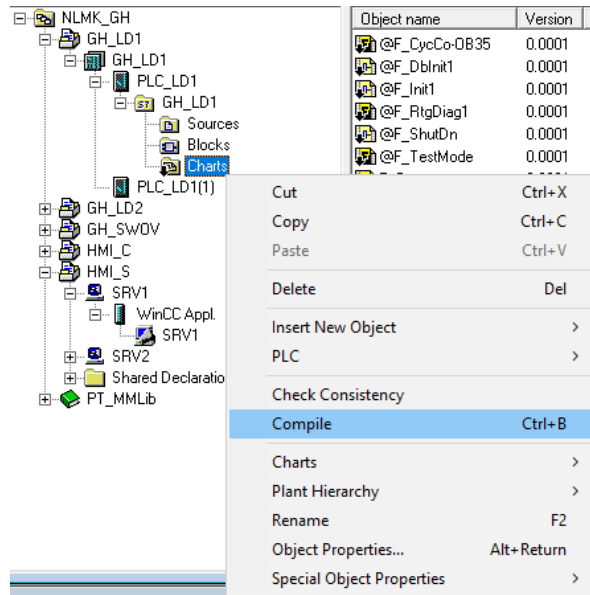 NLMK_GH
GH_LD1
GH_LD1
PLC_LD1
GH_LD1
Sources
Blocks
Charts
PLC_LD1(1)
GH_LD2
GH_SWOV
HMI_C
HMI_S
SRV1
WinCC Appl.
SRV1
SRV2
Shared Declaratio
PT_MMLib
Object name Version
@F_CycCo-OB35 0.0001
@F_DbInit1 0.0001
@F_Init1 0.0001
@F_RtgDiag1 0.0001
@F_ShutDn 0.0001
@F_TestMode 0.0001
Cut Ctrl+X
Copy Ctrl+C
Paste Ctrl+V
Delete Del
Insert New Object >
PLC >
Check Consistency
Compile Ctrl+B
Charts >
Plant Hierarchy >
Rename F2
Object Properties... Alt+Return
Special Object Properties >